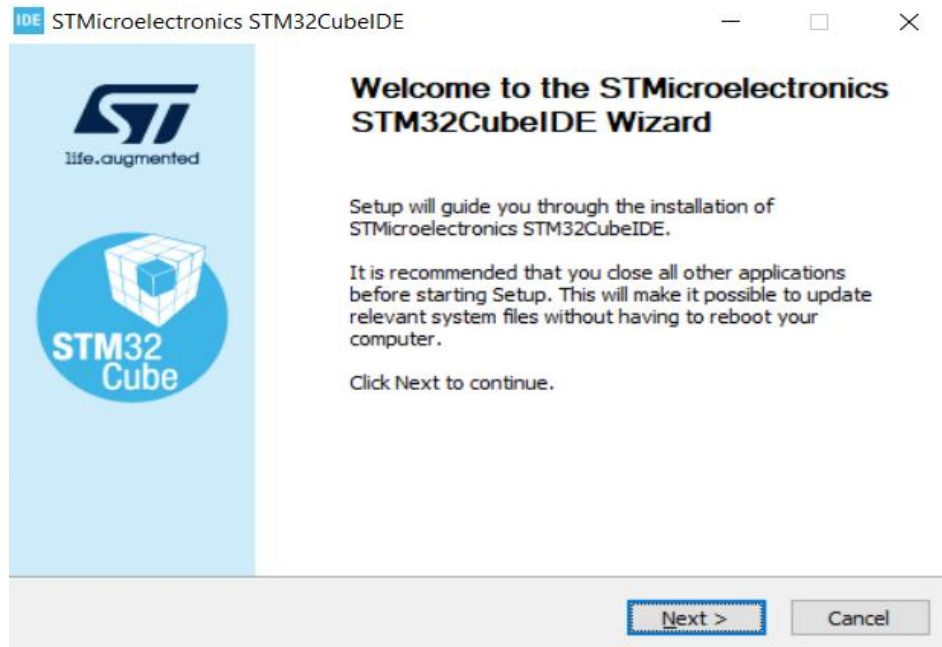 IDE STMicroelectronics STM32CubeIDE
ST
life.augmented
STM32
Cube
Welcome to the STMicroelectronics
STM32CubeIDE Wizard
Setup will guide you through the installation of
STMicroelectronics STM32CubeIDE.
It is recommended that you close all other applications
before starting Setup. This will make it possible to update
relevant system files without having to reboot your
computer.
Click Next to continue.
Next >
Cancel